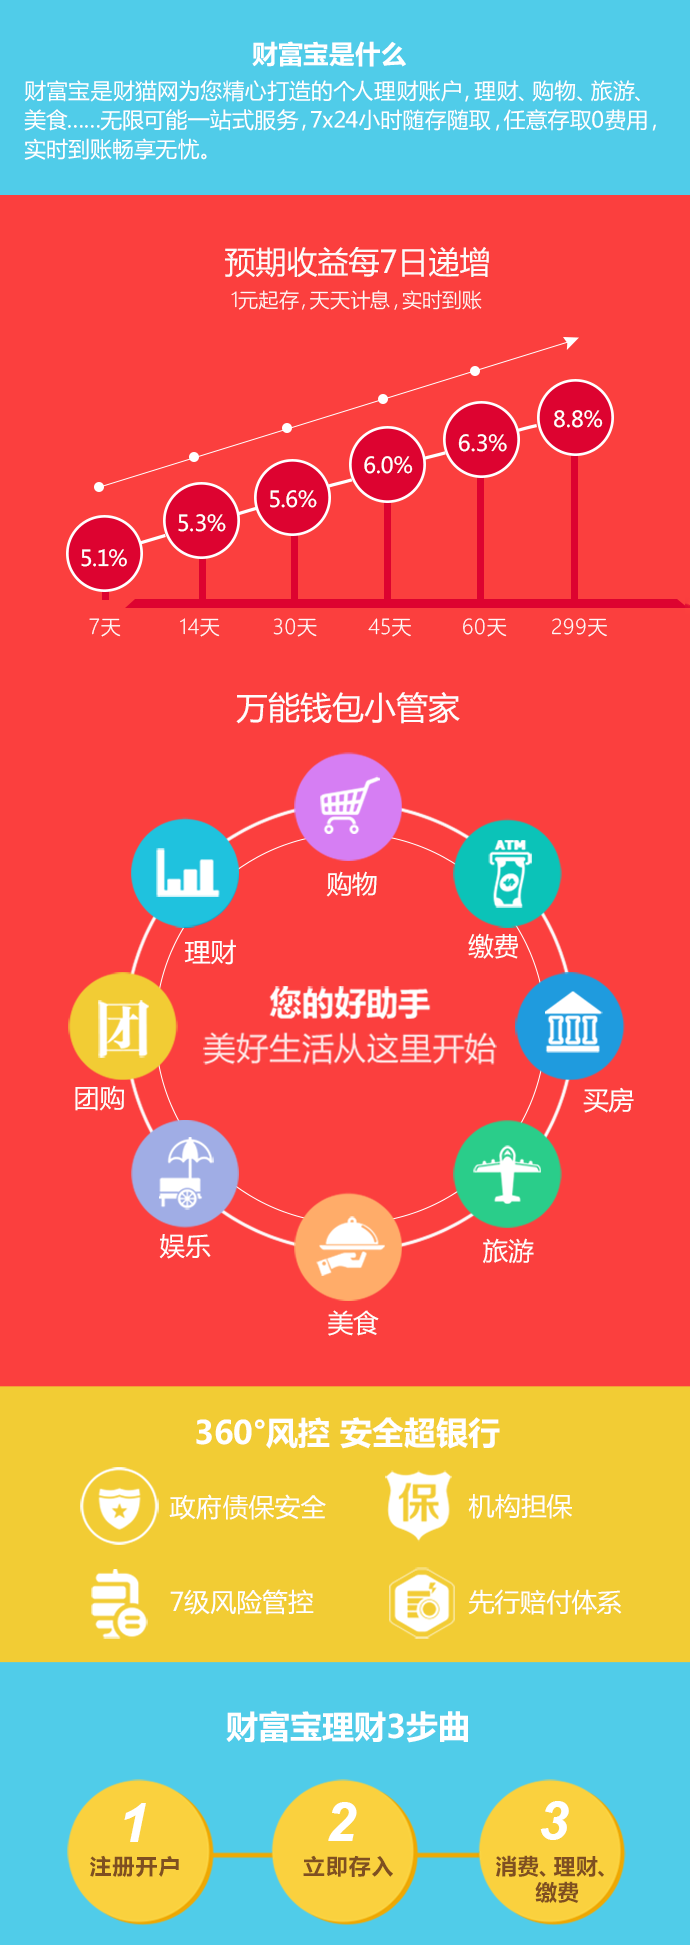 财富宝是什么
财富宝是财猫网为您精心打造的个人理财账户，理财、购物、旅游、
美食……无限可能一站式服务，7x24小时随存随取，任意存取0费用，
实时到账畅享无忧。
预期收益每7日递增
1元起存，天天计息，实时到账
5.1%
5.3%
5.6%
6.0%
6.3%
8.8%
7天
14天
30天
45天
60天
299天
万能钱包小管家
购物
ATM
缴费
理财
您的好助手
美好生活从这里开始
团
团购
买房
娱乐
旅游
美食
360°风控 安全超银行
政府债保安全
保
机构担保
7级风险管控
先行赔付体系
财富宝理财3步曲
1
注册开户
2
立即存入
3
消费、理财、
缴费